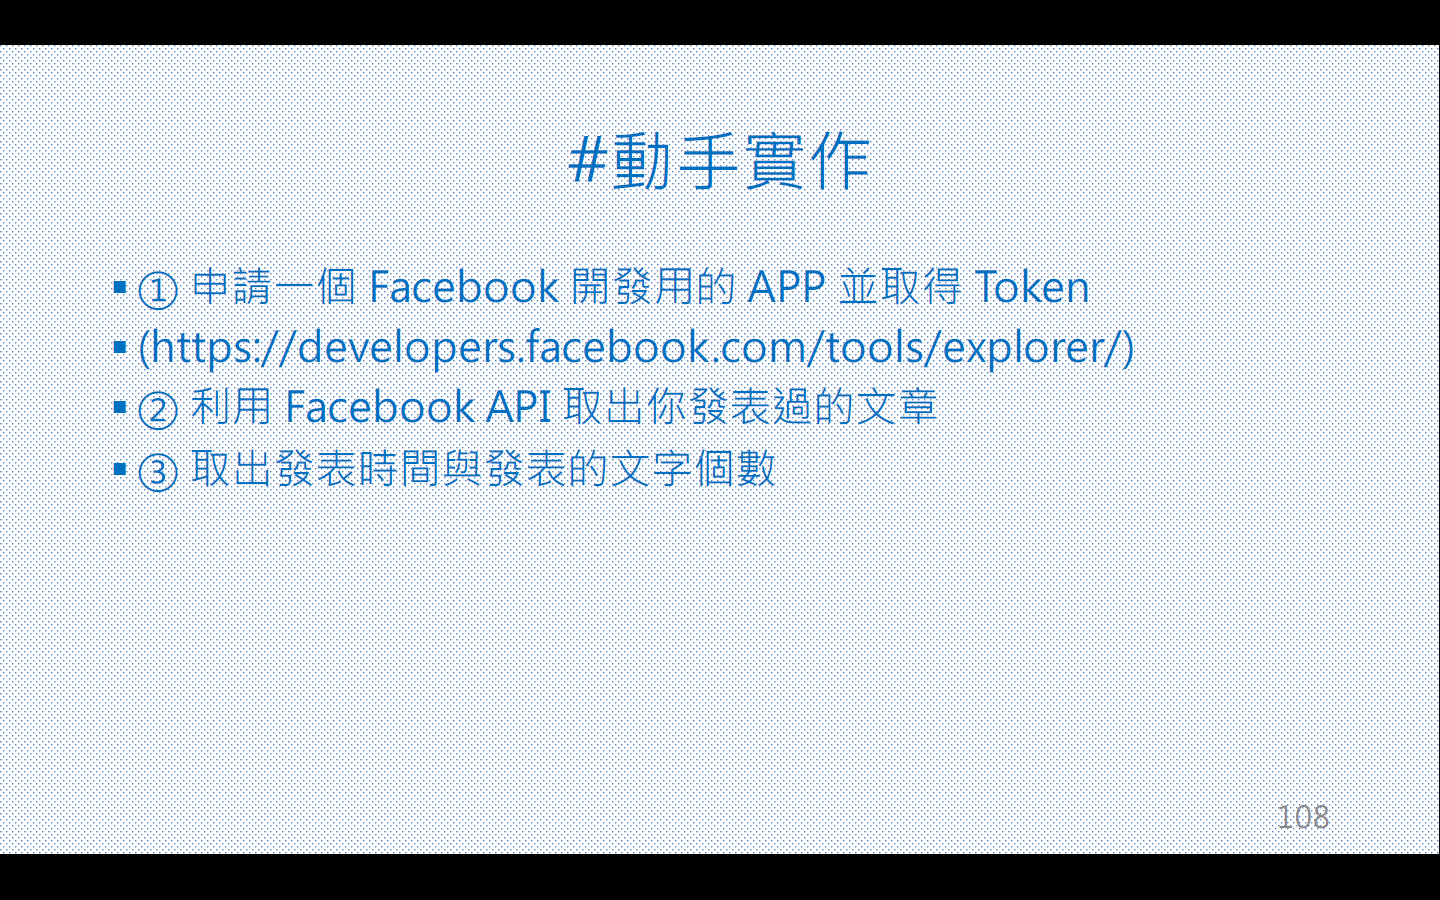 #動手實作
① 申請一個 Facebook 開發用的 APP 並取得 Token
(https://developers.facebook.com/tools/explorer/)
② 利用 Facebook API 取出你發表過的文章
③ 取出發表時間與發表的文字個數
108